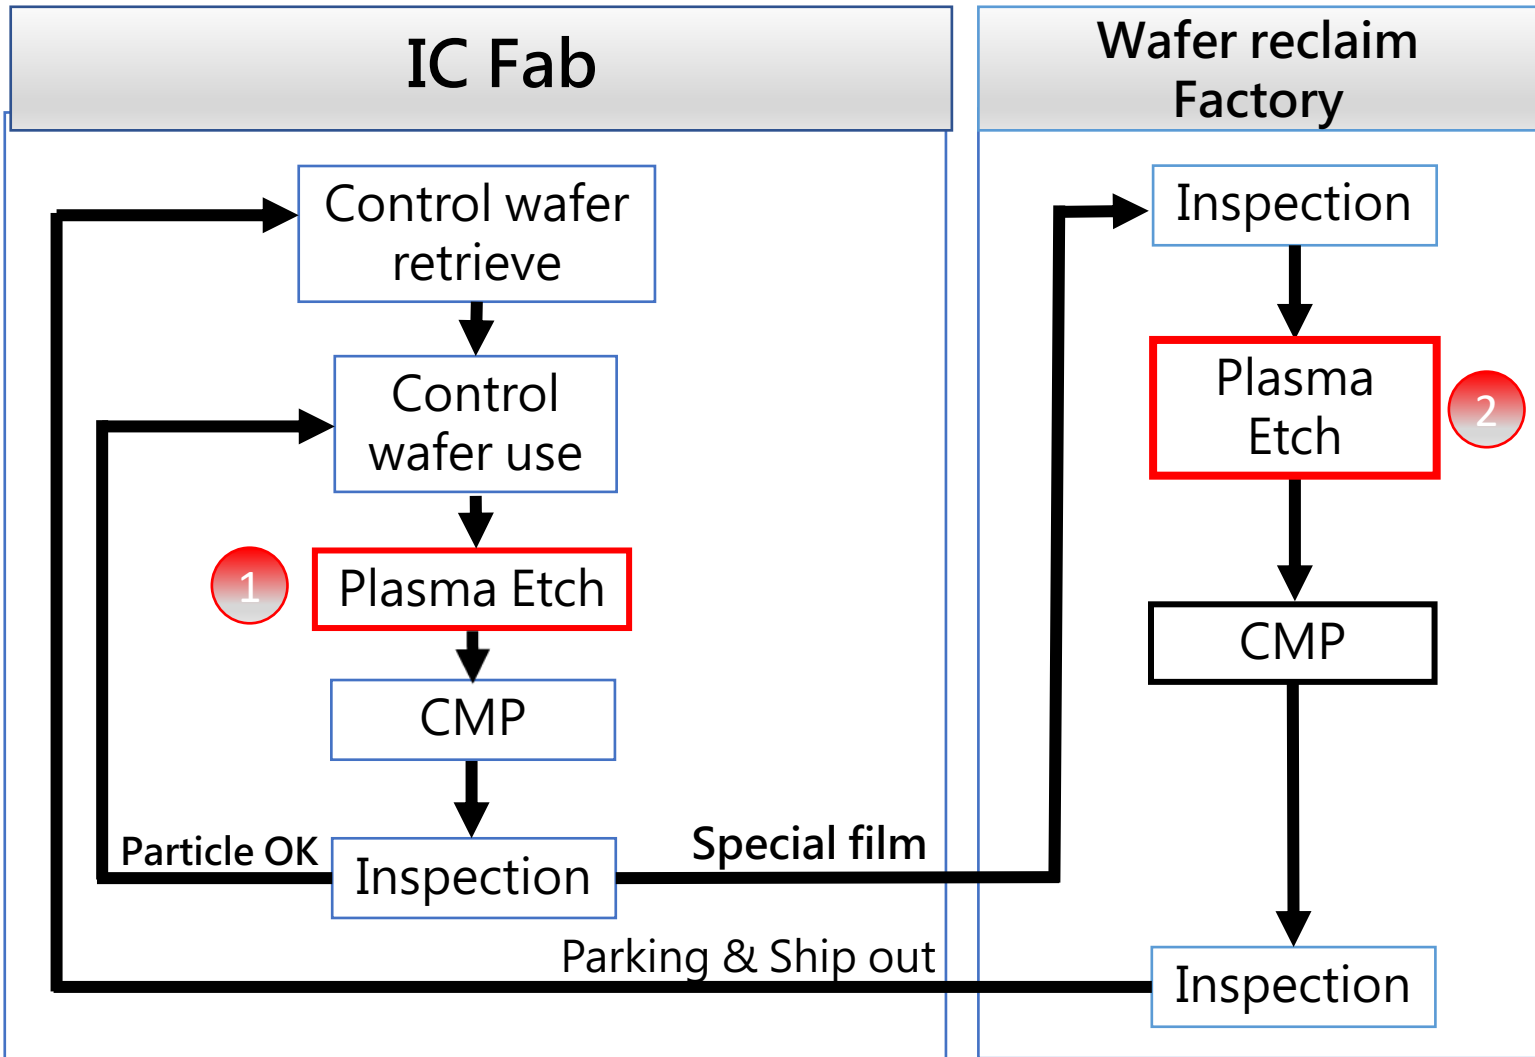 IC Fab
Control wafer
retrieve
Control
wafer use
1
Plasma Etch
CMP
Particle OK
Inspection
Special film
Parking & Ship out
Wafer reclaim
Factory
Inspection
Plasma
Etch
2
CMP
Inspection